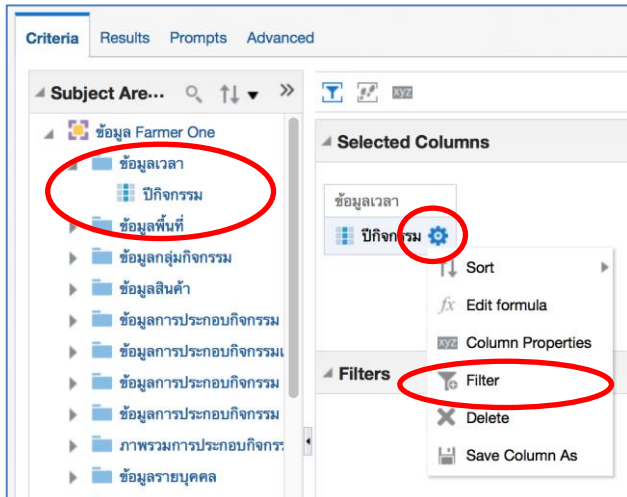 Criteria Results Prompts Advanced
Subject Are...
ข้อมูล Farmer One
ข้อมูลเวลา
ปีกิจกรรม
ข้อมูลพื้นที่
ข้อมูลกลุ่มกิจกรรม
ข้อมูลสินค้า
ข้อมูลการประกอบกิจกรรม
ข้อมูลการประกอบกิจกรรมเ
ข้อมูลการประกอบกิจกรรม
ข้อมูลการประกอบกิจกรรม
ภาพรวมการประกอบกิจกร
ข้อมูลรายบุคคล
xyz
Selected Columns
ข้อมูลเวลา
ปีกิจกรรม
Sort
fx Edit formula
xyz Column Properties
Filters
Filter
Delete
Save Column As